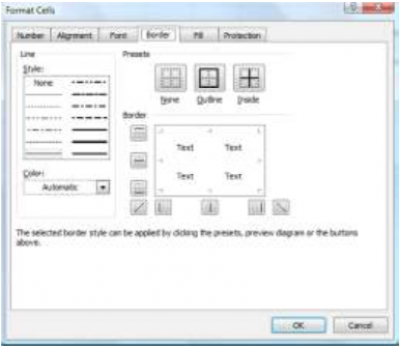 Format Cells
Number Alignment Font Border Fill Protection
Line
Style:
None
Color:
Automatic
Presets
None Outline Inside
Border
Text Text
Text Text
The selected border style can be applied by clicking the presets, preview diagram or the buttons
above.
OK Cancel